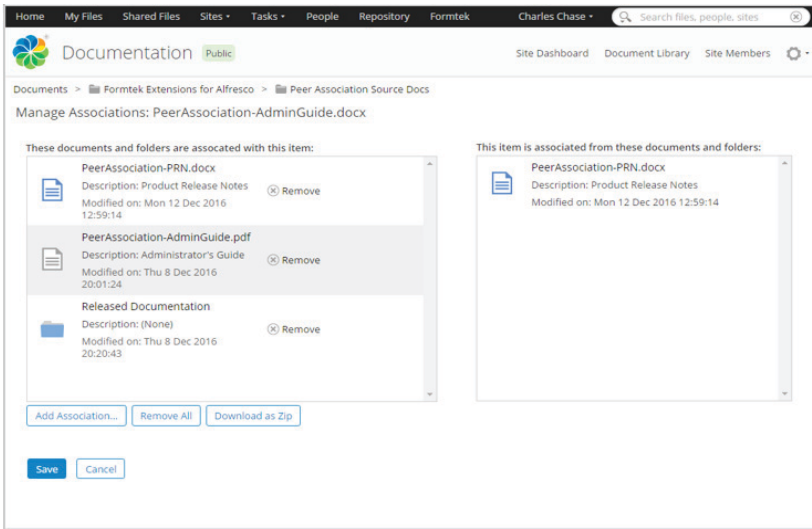 Home My Files Shared Files Sites Tasks People Repository Formtek Charles Chase Search files, people, sites
Documentation Public Site Dashboard Document Library Site Members
Documents > Formtek Extensions for Alfresco > Peer Association Source Docs
Manage Associations: PeerAssociation-AdminGuide.docx
These documents and folders are assocated with this item:
PeerAssociation-PRN.docx
Description: Product Release Notes
Remove
Modified on: Mon 12 Dec 2016
12:59:14
PeerAssociation-AdminGuide.pdf
Description: Administrator's Guide
Remove
Modified on: Thu 8 Dec 2016
20:01:24
Released Documentation
Description: (None)
Remove
Modified on: Thu 8 Dec 2016
20:20:43
Add Association... Remove All Download as Zip
This item is associated from these documents and folders:
PeerAssociation-PRN.docx
Description: Product Release Notes
Modified on: Mon 12 Dec 2016 12:59:14
Save Cancel